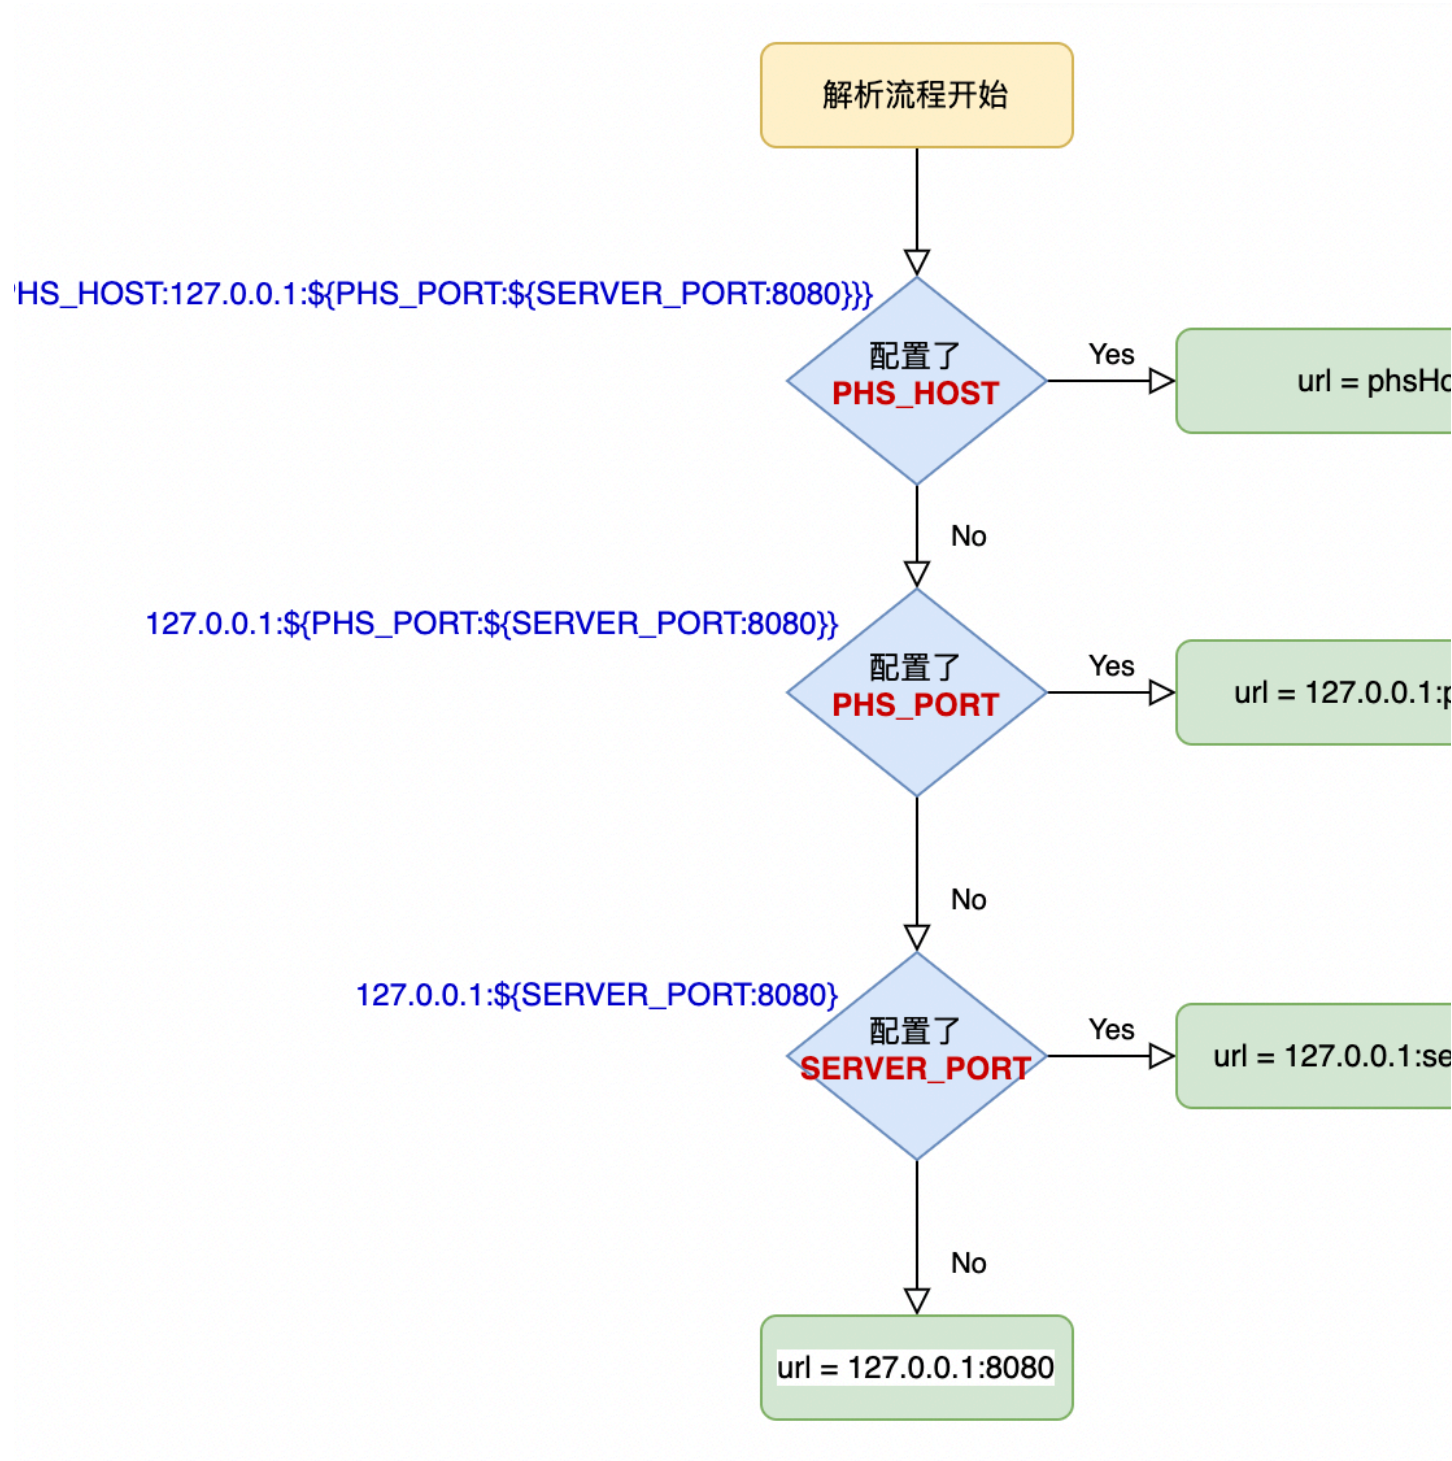 解析流程开始
HS_HOST:127.0.0.1:${PHS_PORT:${SERVER_PORT:8080}}}
配置了
PHS_HOST
Yes
url = phsHo
No
127.0.0.1:${PHS_PORT:${SERVER_PORT:8080}}
配置了
PHS_PORT
Yes
url = 127.0.0.1:p
No
127.0.0.1:${SERVER_PORT:8080}
配置了
SERVER_PORT
Yes
url = 127.0.0.1:se
No
url = 127.0.0.1:8080